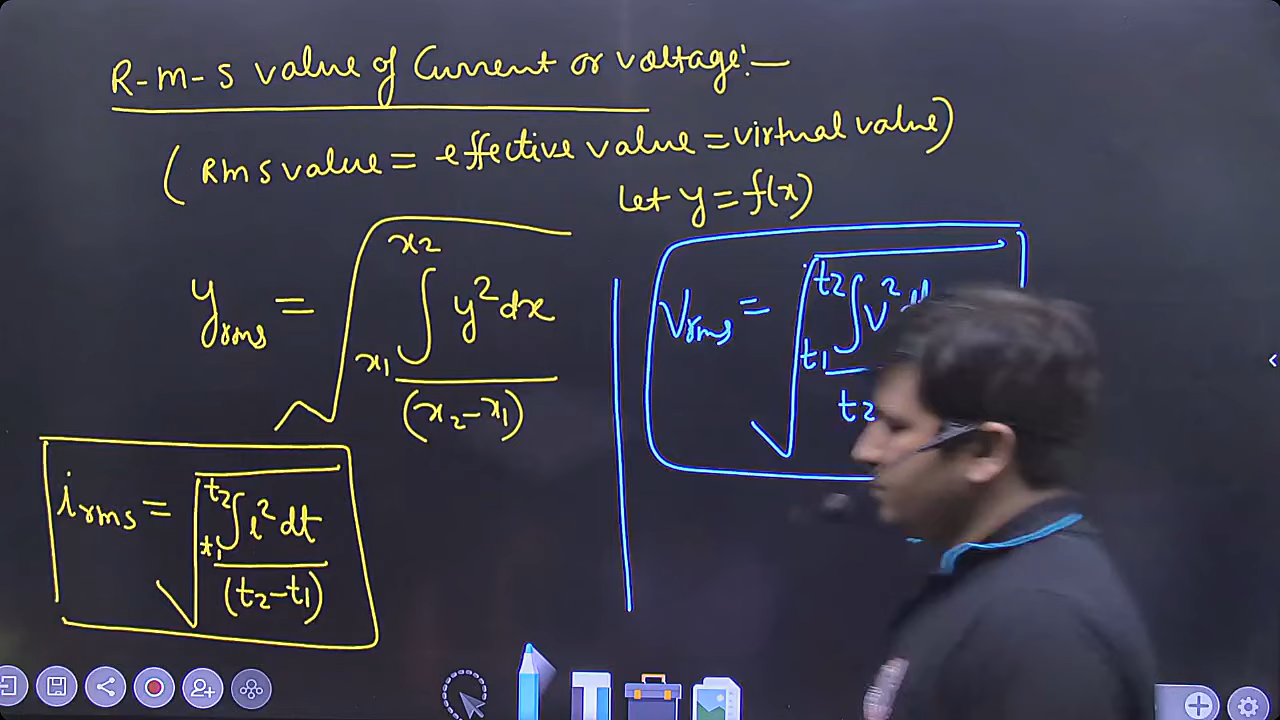 R-M-S value of Current or voltage:—
(Rms value = effective value = virtual value)
Let y = f(x)
y_rms = √(∫_{x1}^{x2} y² dx / (x₂-x₁))
V_rms = √(∫_{t1}^{t2} V²
t2
i_rms = √(∫_{t1}^{t2} i² dt / (t₂-t₁))